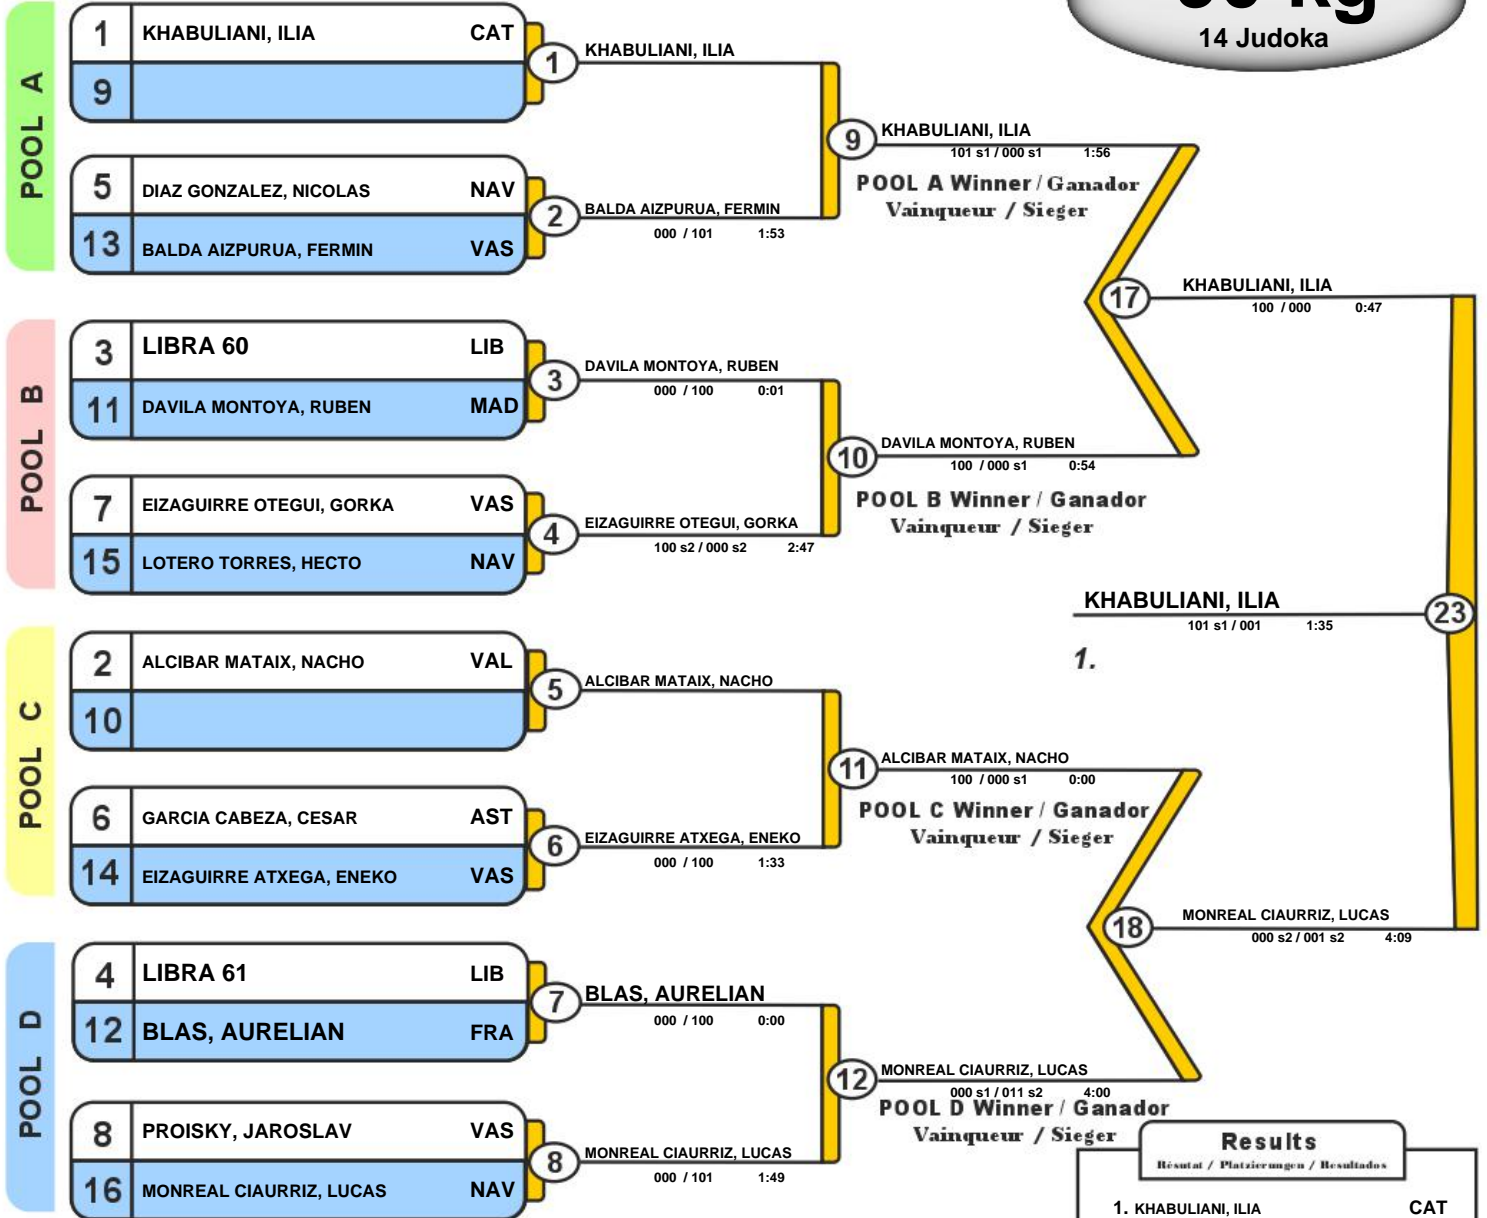 14 Judoka
POOL A
1 KHABULIANI, ILIA CAT
9
1
KHABULIANI, ILIA
5 DIAZ GONZALEZ, NICOLAS NAV
13 BALDA AIZPURUA, FERMIN VAS
2
BALDA AIZPURUA, FERMIN
000 / 101 1:53
9
KHABULIANI, ILIA
101 s1 / 000 s1 1:56
POOL A Winner / Ganador
Vainqueur / Sieger
POOL B
3 LIBRA 60 LIB
11 DAVILA MONTOYA, RUBEN MAD
3
DAVILA MONTOYA, RUBEN
000 / 100 0:01
7 EIZAGUIRRE OTEGUI, GORKA VAS
15 LOTERO TORRES, HECTO NAV
4
EIZAGUIRRE OTEGUI, GORKA
100 s2 / 000 s2 2:47
10
DAVILA MONTOYA, RUBEN
100 / 000 s1 0:54
POOL B Winner / Ganador
Vainqueur / Sieger
17
KHABULIANI, ILIA
100 / 000 0:47
POOL C
2 ALCIBAR MATAIX, NACHO VAL
10
5
ALCIBAR MATAIX, NACHO
6 GARCIA CABEZA, CESAR AST
14 EIZAGUIRRE ATXEGA, ENEKO VAS
6
EIZAGUIRRE ATXEGA, ENEKO
000 / 100 1:33
11
ALCIBAR MATAIX, NACHO
100 / 000 s1 0:00
POOL C Winner / Ganador
Vainqueur / Sieger
POOL D
4 LIBRA 61 LIB
12 BLAS, AURELIAN FRA
7
BLAS, AURELIAN
000 / 100 0:00
8 PROISKY, JAROSLAV VAS
16 MONREAL CIAURRIZ, LUCAS NAV
8
MONREAL CIAURRIZ, LUCAS
000 / 101 1:49
12
MONREAL CIAURRIZ, LUCAS
000 s1 / 011 s2 4:00
POOL D Winner / Ganador
Vainqueur / Sieger
18
MONREAL CIAURRIZ, LUCAS
000 s2 / 001 s2 4:09
23
KHABULIANI, ILIA
101 s1 / 001 1:35
1.
Results
Résutat / Platzierungen / Resultados
1. KHABULIANI, ILIA CAT